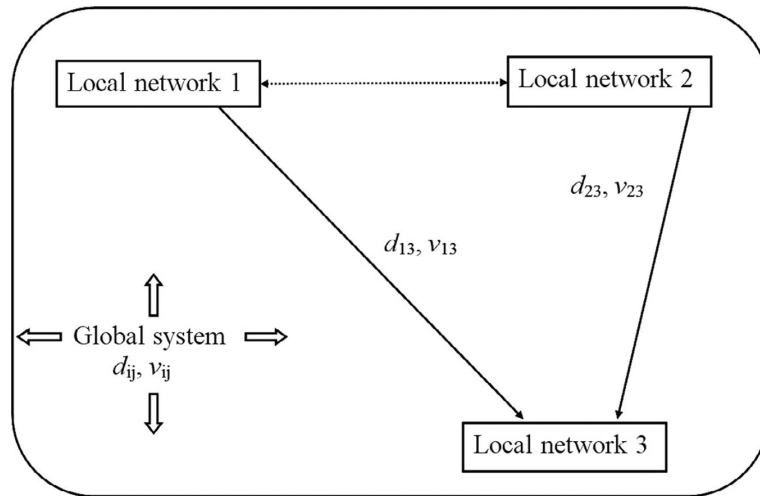 Local network 1
Local network 2
d₂₃, v₂₃
d₁₃, v₁₃
Global system
dᵢⱼ, vᵢⱼ
Local network 3